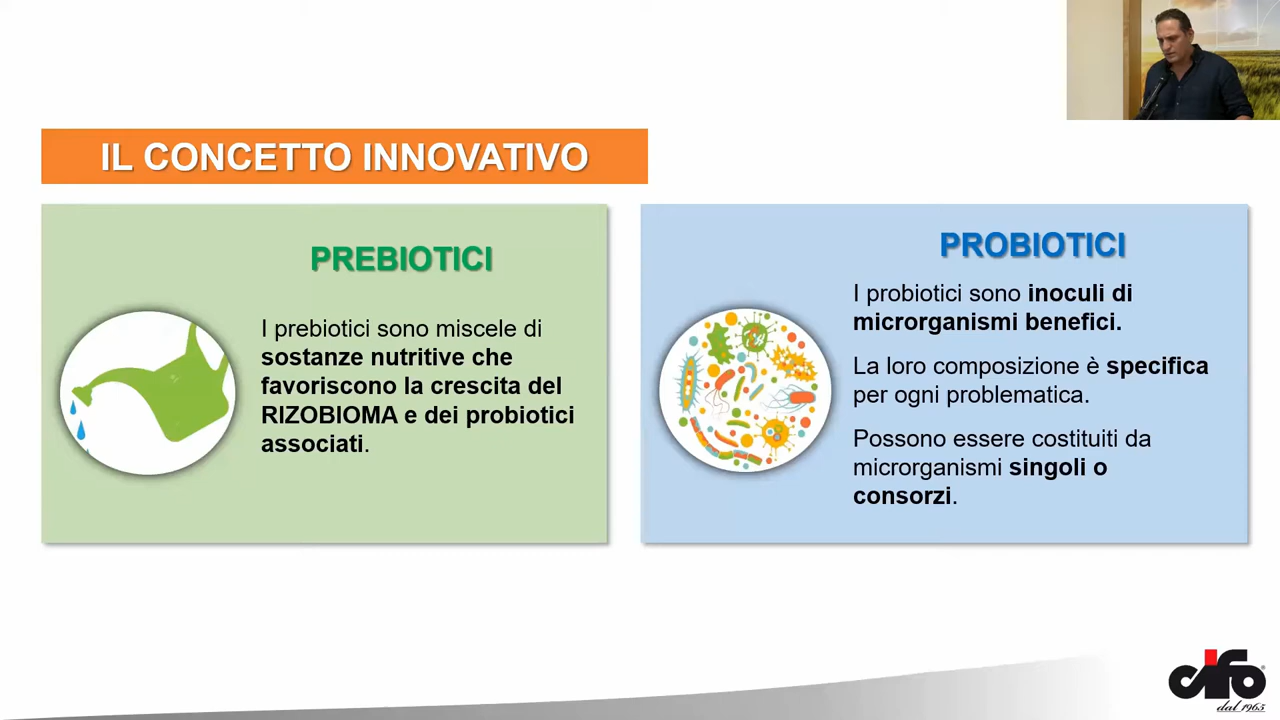 IL CONCETTO INNOVATIVO
PREBIOTICI
I prebiotici sono miscele di
sostanze nutritive che
favoriscono la crescita del
RIZOBIOMA e dei probiotici
associati.
PROBIOTICI
I probiotici sono inoculi di
microrganismi benefici.
La loro composizione è specifica
per ogni problematica.
Possono essere costituiti da
microrganismi singoli o
consorzi.
cifo®
dal 1965